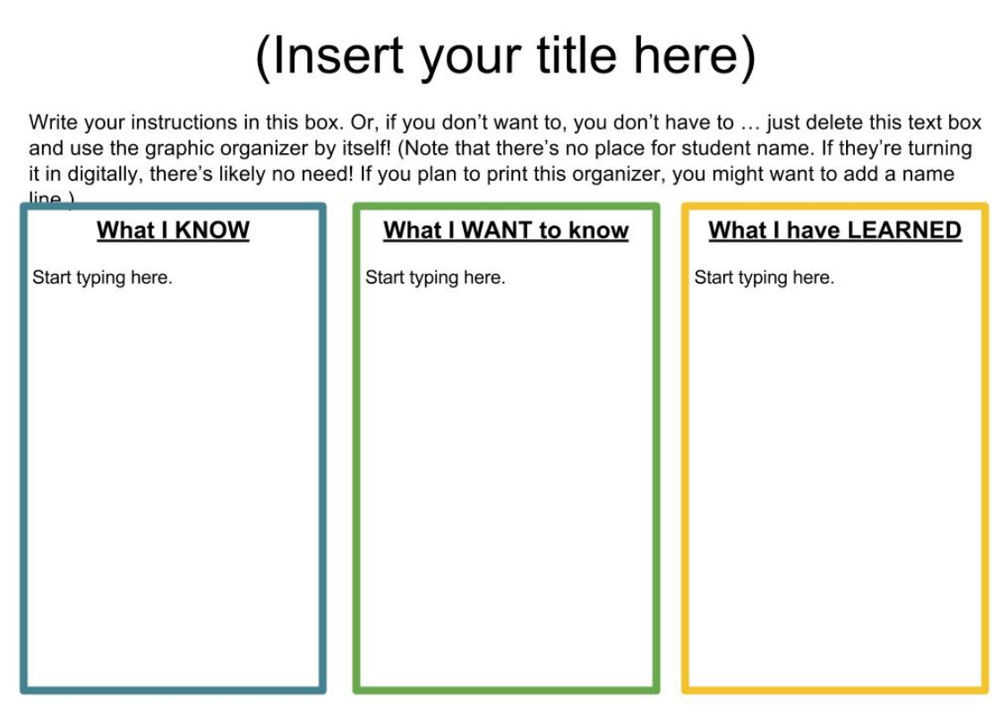 (Insert your title here)
Write your instructions in this box. Or, if you don’t want to, you don’t have to … just delete this text box
and use the graphic organizer by itself! (Note that there’s no place for student name. If they’re turning
it in digitally, there’s likely no need! If you plan to print this organizer, you might want to add a name
line.)
What I KNOW
Start typing here.
What I WANT to know
Start typing here.
What I have LEARNED
Start typing here.